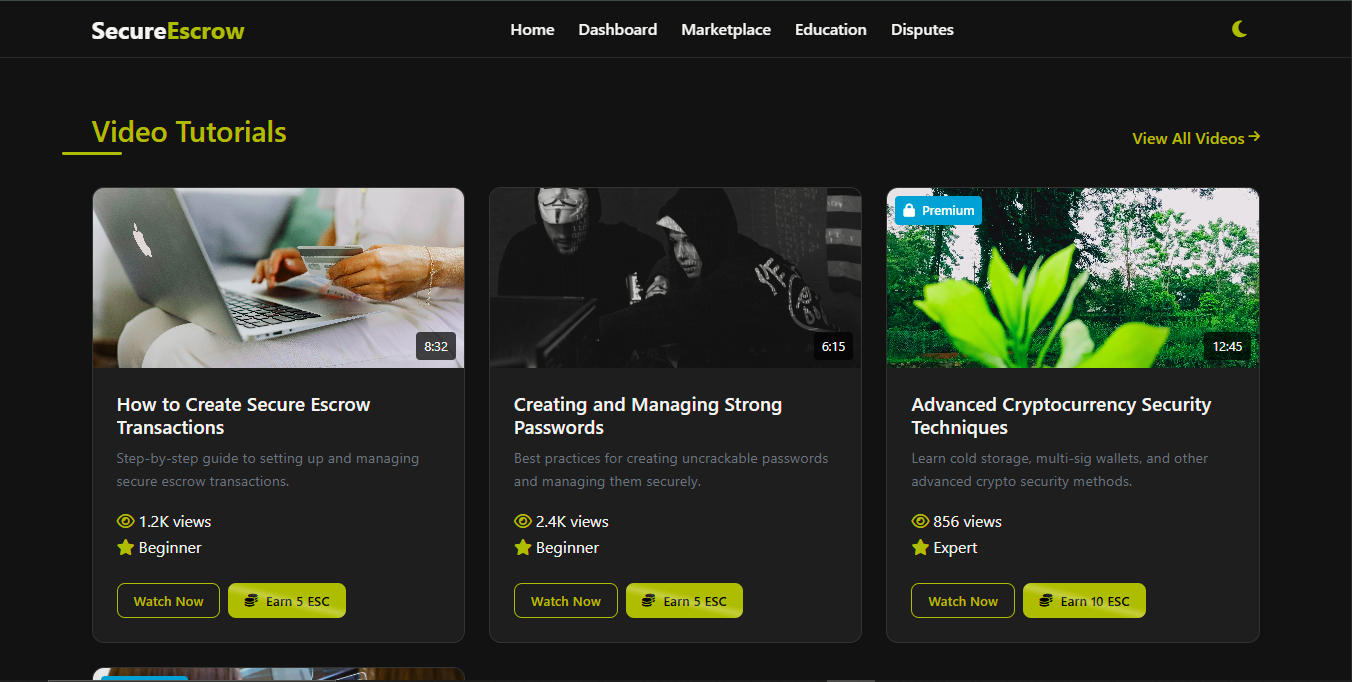 SecureEscrow
Home Dashboard Marketplace Education Disputes
Video Tutorials
View All Videos
8:32
How to Create Secure Escrow
Transactions
Step-by-step guide to setting up and managing
secure escrow transactions.
1.2K views
Beginner
Watch Now
Earn 5 ESC
6:15
Creating and Managing Strong
Passwords
Best practices for creating uncrackable passwords
and managing them securely.
2.4K views
Beginner
Watch Now
Earn 5 ESC
Premium
12:45
Advanced Cryptocurrency Security
Techniques
Learn cold storage, multi-sig wallets, and other
advanced crypto security methods.
856 views
Expert
Watch Now
Earn 10 ESC